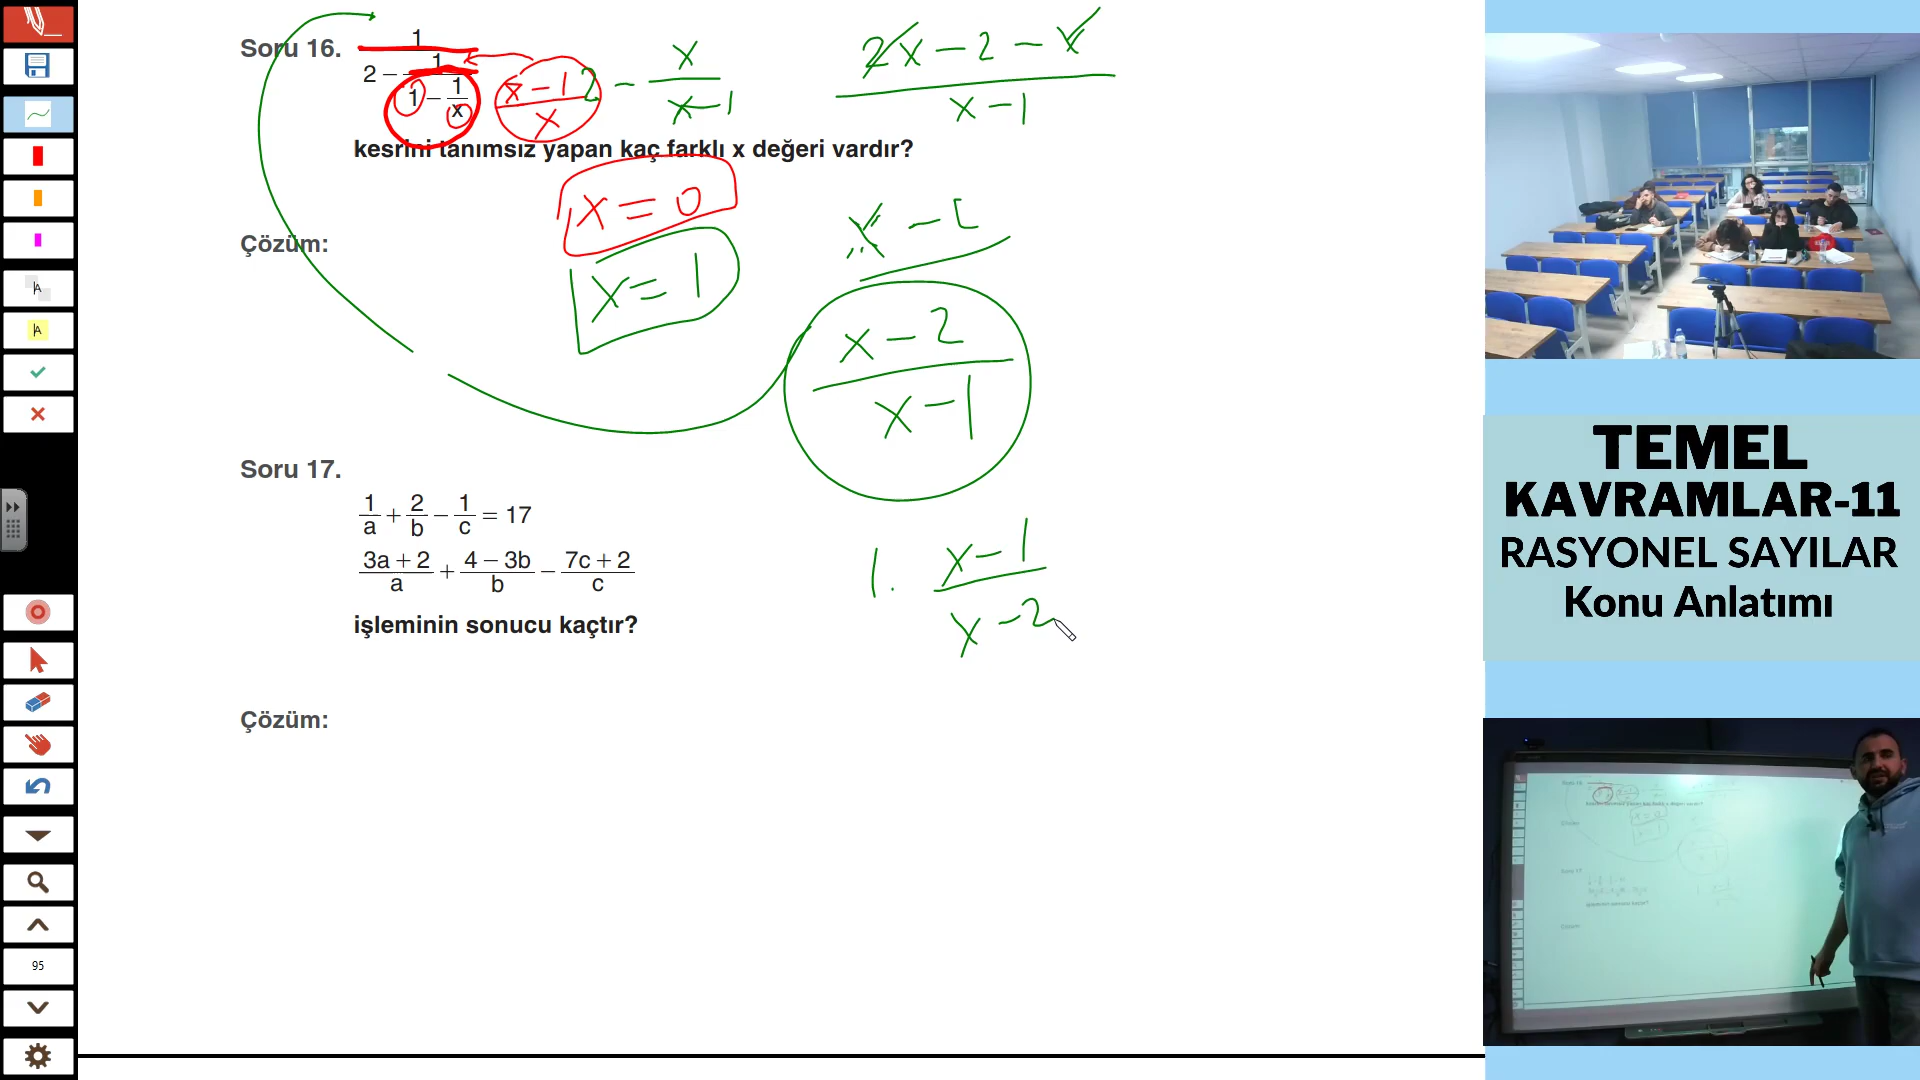 Soru 16. 1 / (2 − 1 / (1 − 1/x))
(x − 1)/x
2 − x/(x − 1)
(2x − 2 − x)/(x − 1)
kesrini tanımsız yapan kaç farklı x değeri vardır?
x = 0
x − 1
Çözüm:
x = 1
(x − 2)/(x − 1)
Soru 17.
1/a + 2/b − 1/c = 17
(3a + 2)/a + (4 − 3b)/b − (7c + 2)/c
1. (x − 1)/(x − 2)
işleminin sonucu kaçtır?
Çözüm:
95
TEMEL
KAVRAMLAR-11
RASYONEL SAYILAR
Konu Anlatımı